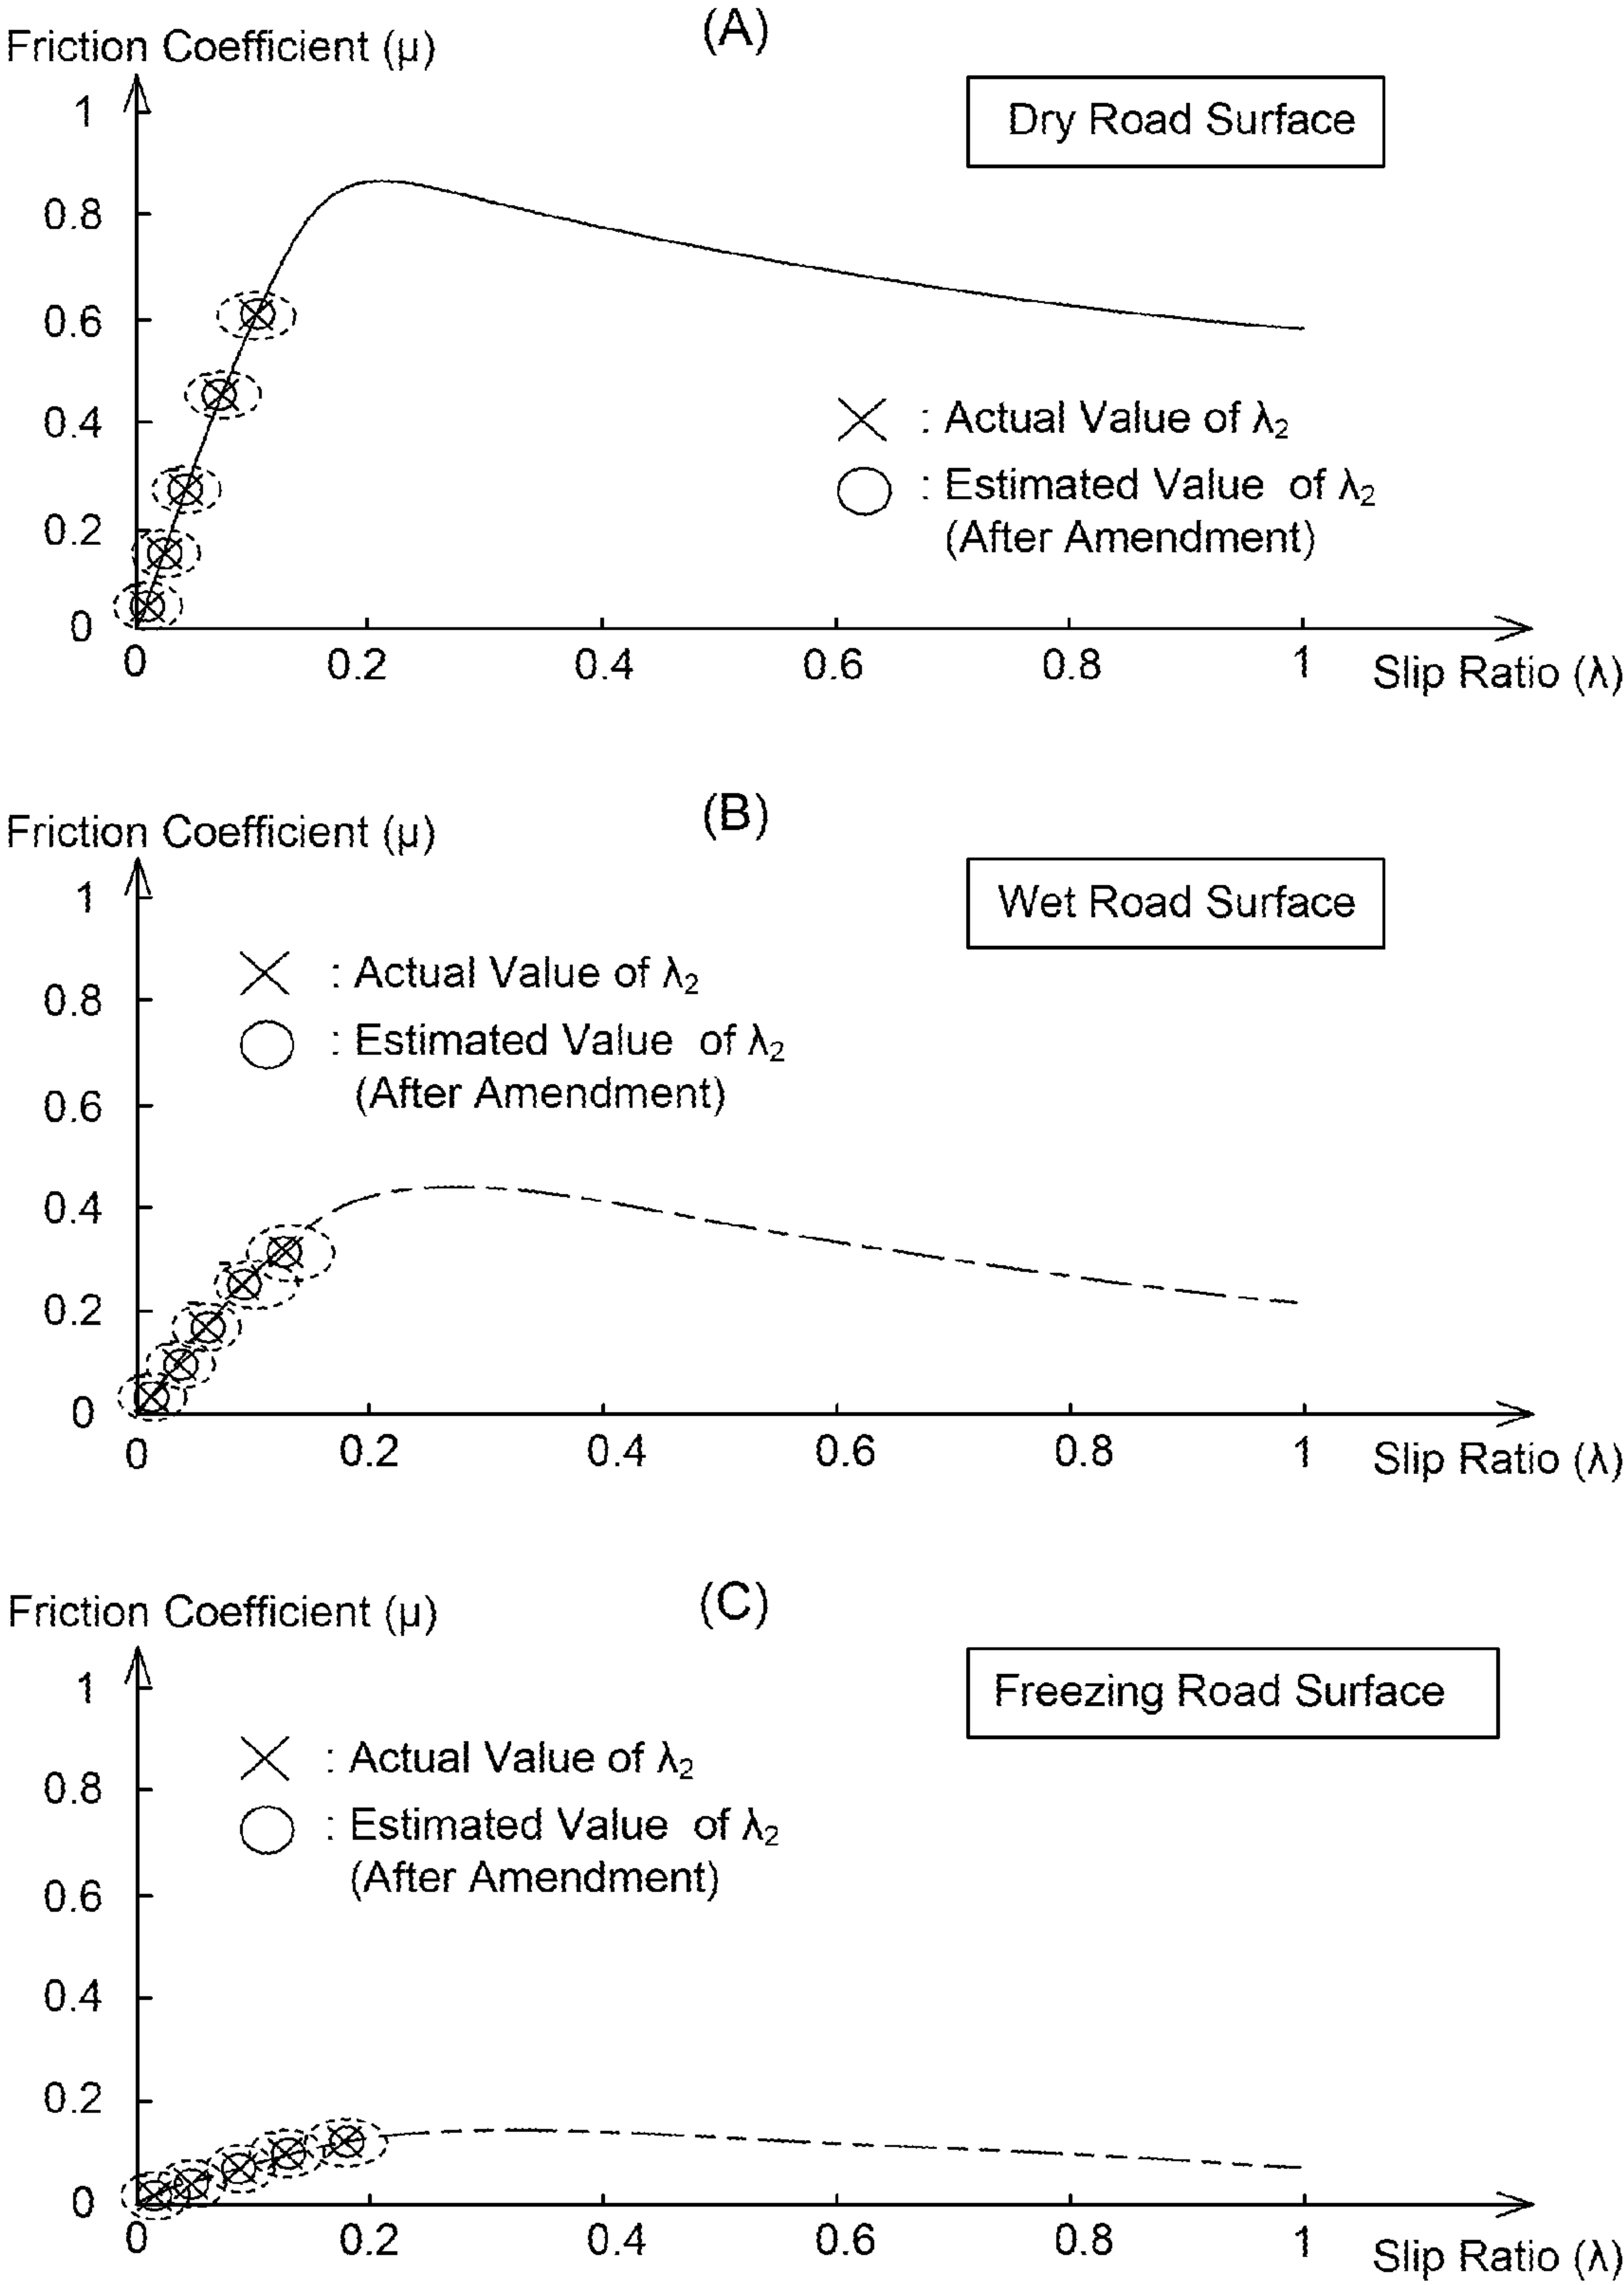 (A)
Friction Coefficient (μ)
Dry Road Surface
1
0.8
0.6
0.4
0.2
0
: Actual Value of λ2
: Estimated Value of λ2
(After Amendment)
0 0.2 0.4 0.6 0.8 1 Slip Ratio (λ)
(B)
Friction Coefficient (μ)
Wet Road Surface
1
0.8
0.6
0.4
0.2
0
: Actual Value of λ2
: Estimated Value of λ2
(After Amendment)
0 0.2 0.4 0.6 0.8 1 Slip Ratio (λ)
(C)
Friction Coefficient (μ)
Freezing Road Surface
1
0.8
0.6
0.4
0.2
0
: Actual Value of λ2
: Estimated Value of λ2
(After Amendment)
0 0.2 0.4 0.6 0.8 1 Slip Ratio (λ)